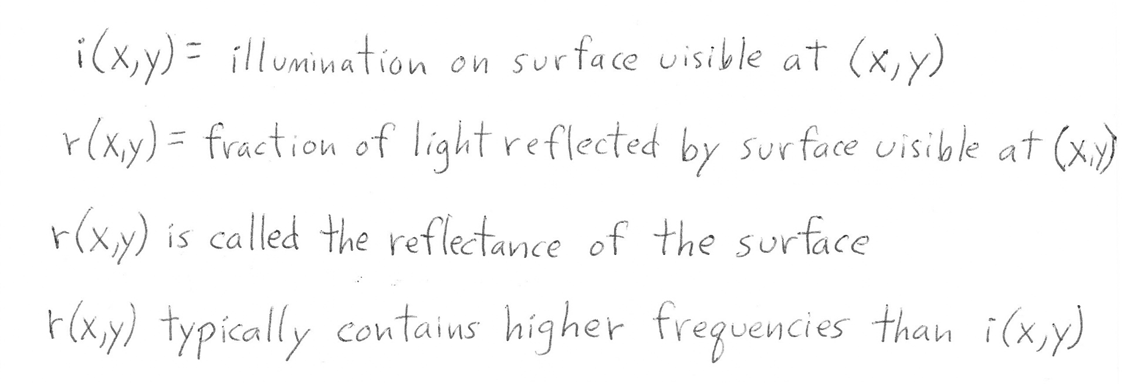 i(x,y) = illumination on surface visible at (x,y)
r(x,y) = fraction of light reflected by surface visible at (x,y)
r(x,y) is called the reflectance of the surface
r(x,y) typically contains higher frequencies than i(x,y)